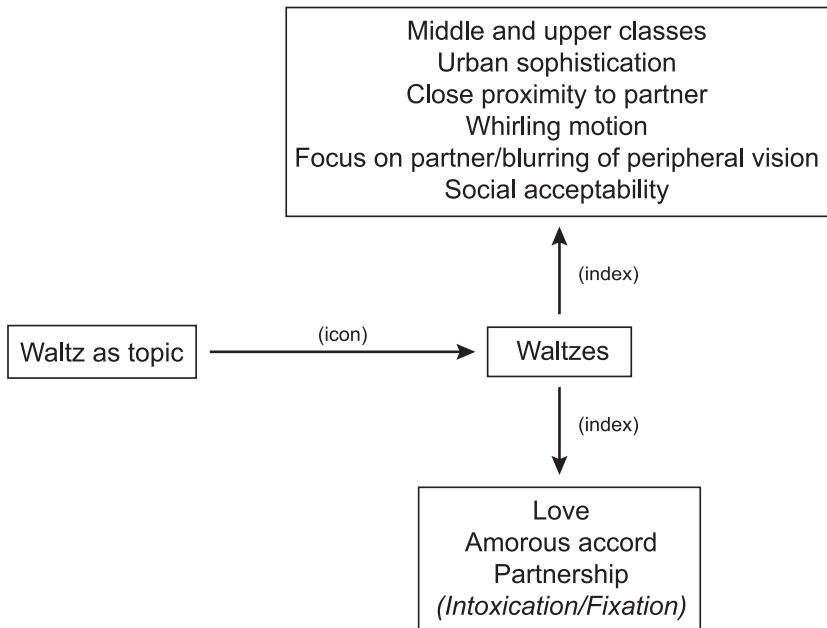 Middle and upper classes
Urban sophistication
Close proximity to partner
Whirling motion
Focus on partner/blurring of peripheral vision
Social acceptability
(index)
Waltz as topic
(icon)
Waltzes
(index)
Love
Amorous accord
Partnership
(Intoxication/Fixation)